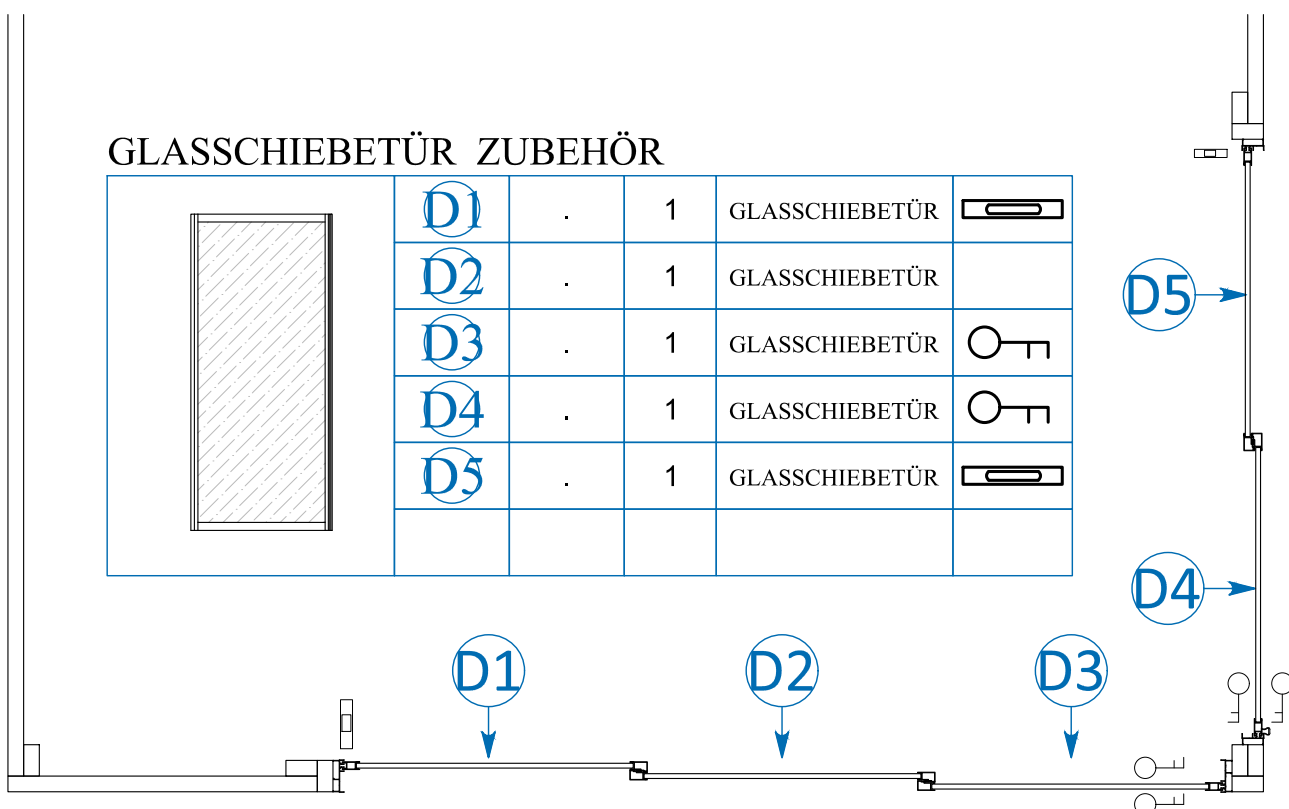 GLASSCHIEBETÜR ZUBEHÖR
D1 . 1 GLASSCHIEBETÜR
D2 . 1 GLASSCHIEBETÜR
D3 . 1 GLASSCHIEBETÜR
D4 . 1 GLASSCHIEBETÜR
D5 . 1 GLASSCHIEBETÜR
D5
D4
D1 D2 D3